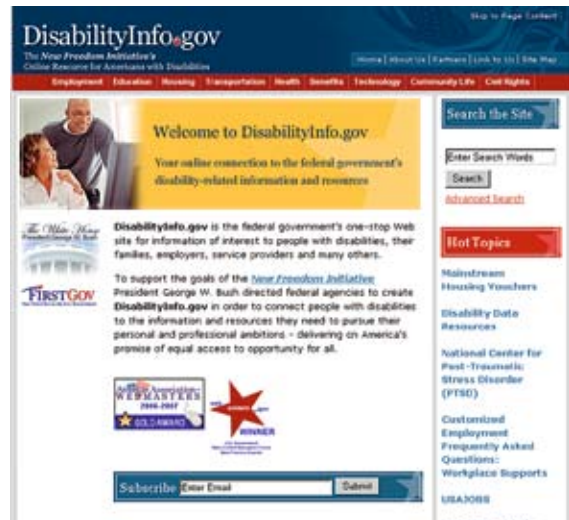 Skip to Page Content
DisabilityInfo.gov
The New Freedom Initiative's
Online Resource for Americans with Disabilities
Home | About Us | Partners | Link to Us | Site Map
Employment Education Housing Transportation Health Benefits Technology Community Life Civil Rights
Welcome to DisabilityInfo.gov
Your online connection to the federal government's
disability-related information and resources
The White House
President George W. Bush
FIRSTGOV
DisabilityInfo.gov is the federal government's one-stop Web
site for information of interest to people with disabilities, their
families, employers, service providers and many others.
To support the goals of the New Freedom Initiative
President George W. Bush directed federal agencies to create
DisabilityInfo.gov in order to connect people with disabilities
to the information and resources they need to pursue their
personal and professional ambitions – delivering on America's
promise of equal access to opportunity for all.
WEBMASTERS
2006-2007
GOLD AWARD
WINNER
Subscribe Enter Email Submit
Search the Site
Enter Search Words
Search
Advanced Search
Hot Topics
Mainstream
Housing Vouchers
Disability Data
Resources
National Center for
Post-Traumatic
Stress Disorder
(PTSD)
Customized
Employment
Frequently Asked
Questions:
Workplace Supports
USAJOBS